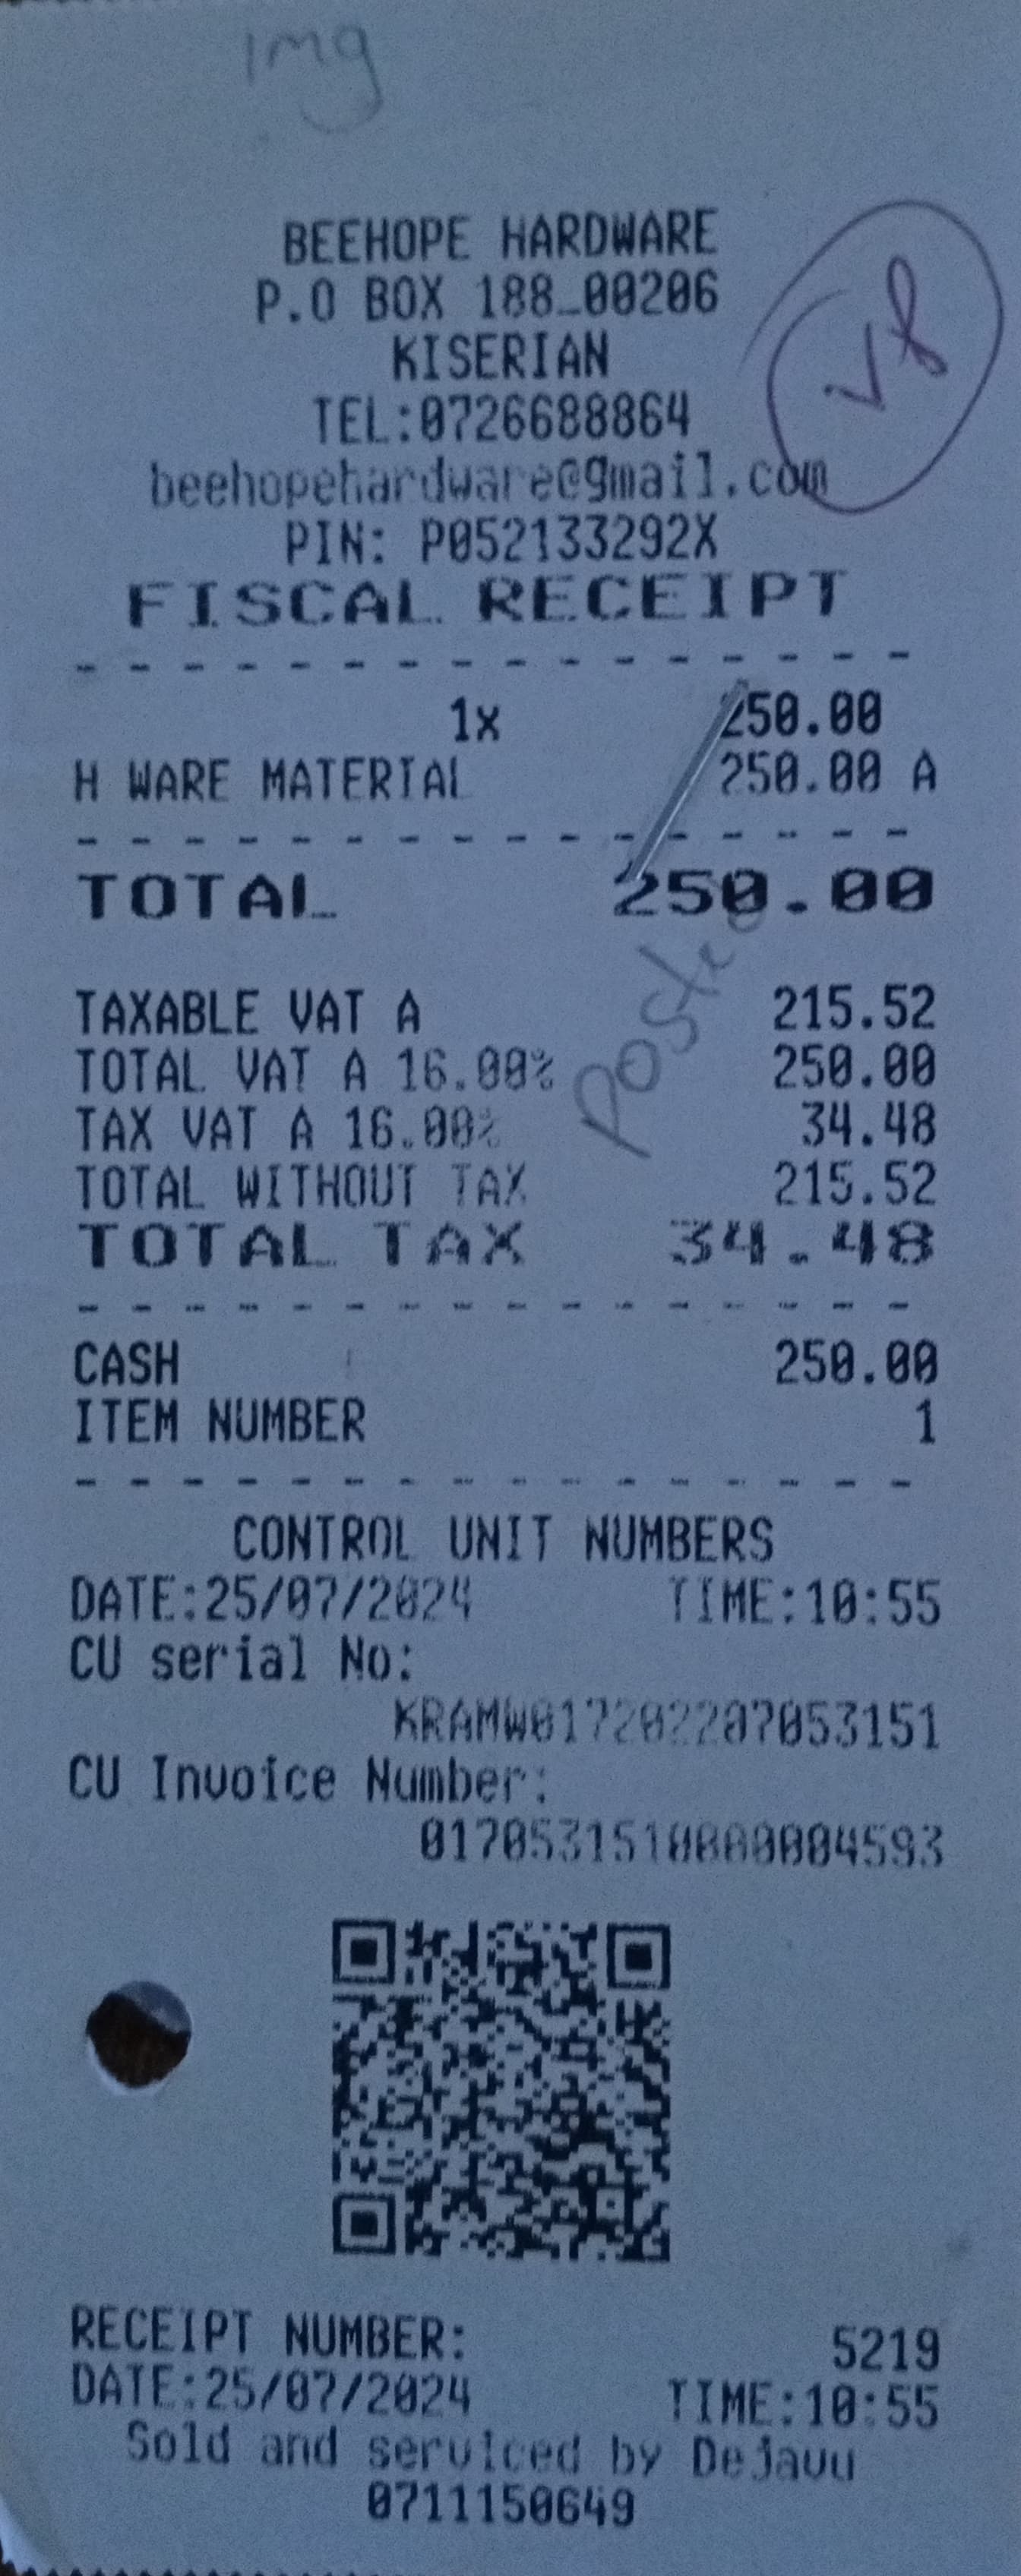 img
BEEHOPE HARDWARE
P.O BOX 188_00206
KISERIAN
TEL:0726688864
beehopehardware@gmail.com
PIN: P052133292X
FISCAL RECEIPT
1x 250.00
H WARE MATERIAL 250.00 A
TOTAL 250.00
posted
TAXABLE VAT A 215.52
TOTAL VAT A 16.00% 250.00
TAX VAT A 16.00% 34.48
TOTAL WITHOUT TAX 215.52
TOTAL TAX 34.48
CASH 250.00
ITEM NUMBER 1
CONTROL UNIT NUMBERS
DATE:25/07/2024 TIME:10:55
CU serial No:
KRAMW017202207053151
CU Invoice Number:
0170531510000004593
RECEIPT NUMBER: 5219
DATE:25/07/2024 TIME:10:55
Sold and serviced by Dejavu
0711150649